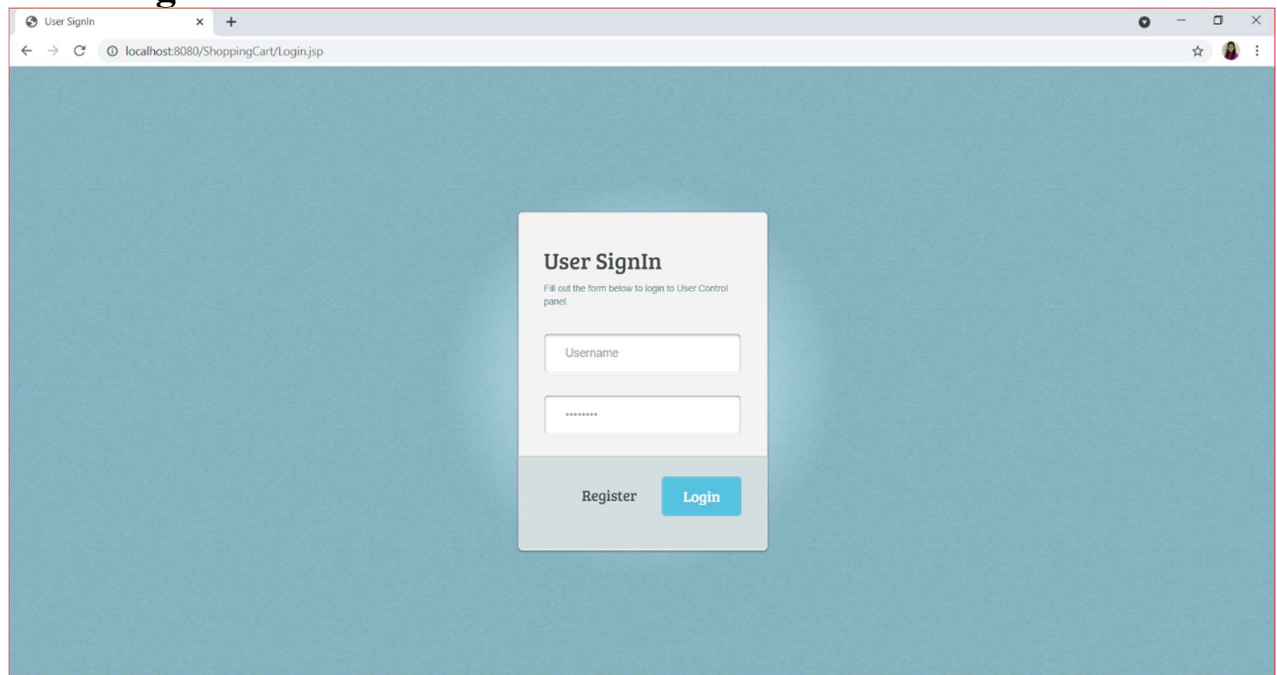 User SignIn
localhost:8080/ShoppingCart/Login.jsp
User SignIn
Fill out the form below to login to User Control
panel.
Username
••••••••
Register
Login